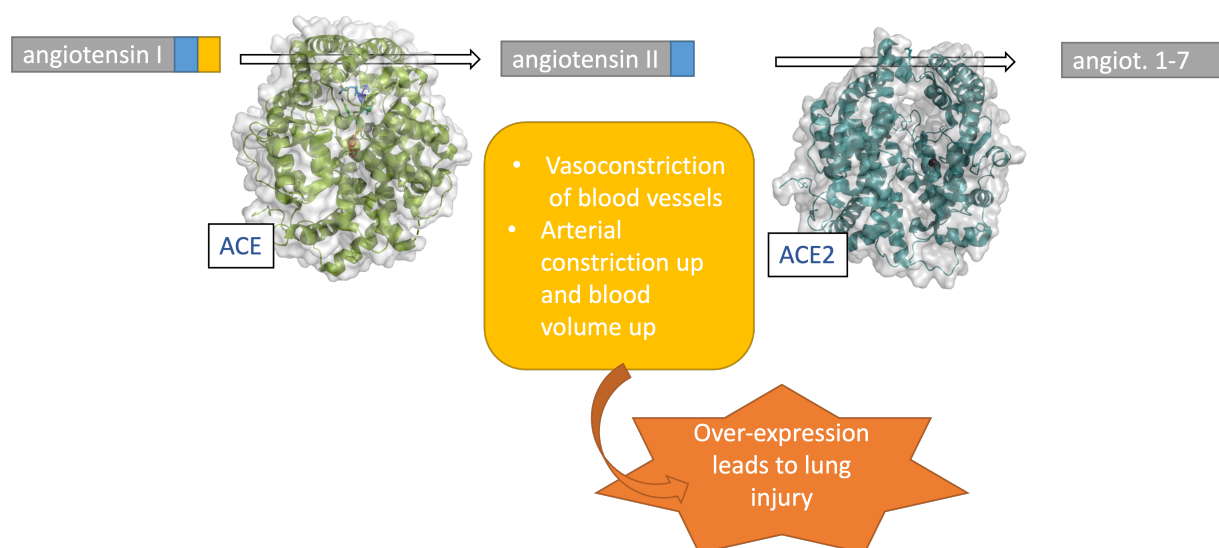 angiotensin I
angiotensin II
angiot. 1-7
ACE
• Vasoconstriction
of blood vessels
• Arterial
constriction up
and blood
volume up
ACE2
Over-expression
leads to lung
injury